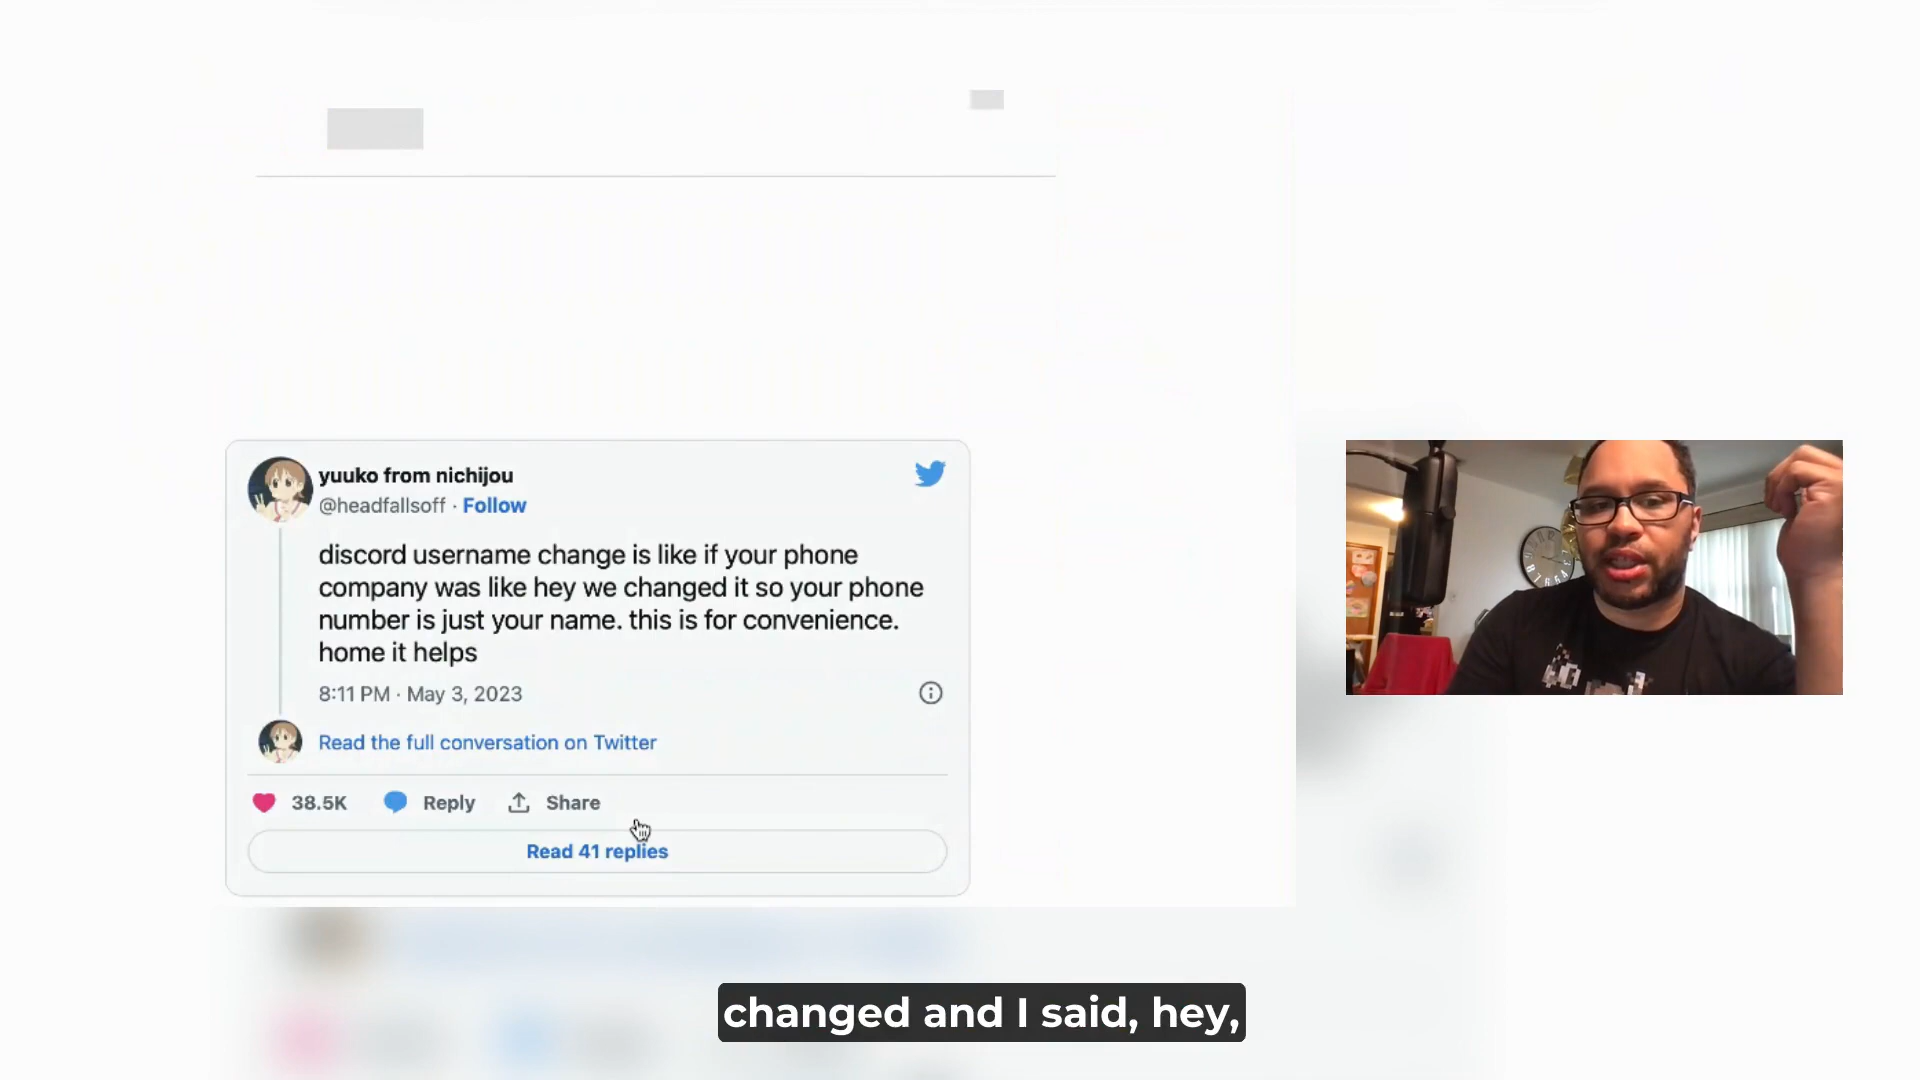 yuuko from nichijou
@headfallsoff · Follow
discord username change is like if your phone
company was like hey we changed it so your phone
number is just your name. this is for convenience.
home it helps
8:11 PM · May 3, 2023
Read the full conversation on Twitter
38.5K Reply Share
Read 41 replies
changed and I said, hey,